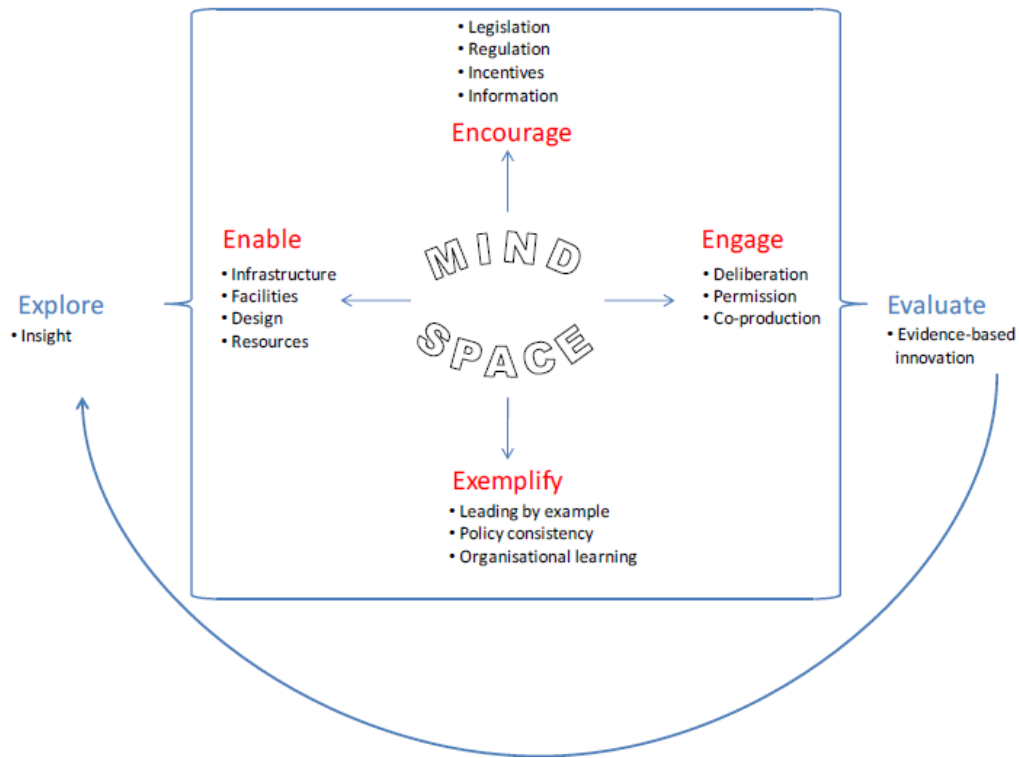 • Legislation
• Regulation
• Incentives
• Information
Encourage
Enable
• Infrastructure
• Facilities
• Design
• Resources
MIND
SPACE
Engage
• Deliberation
• Permission
• Co-production
Explore
• Insight
Evaluate
• Evidence-based
innovation
Exemplify
• Leading by example
• Policy consistency
• Organisational learning